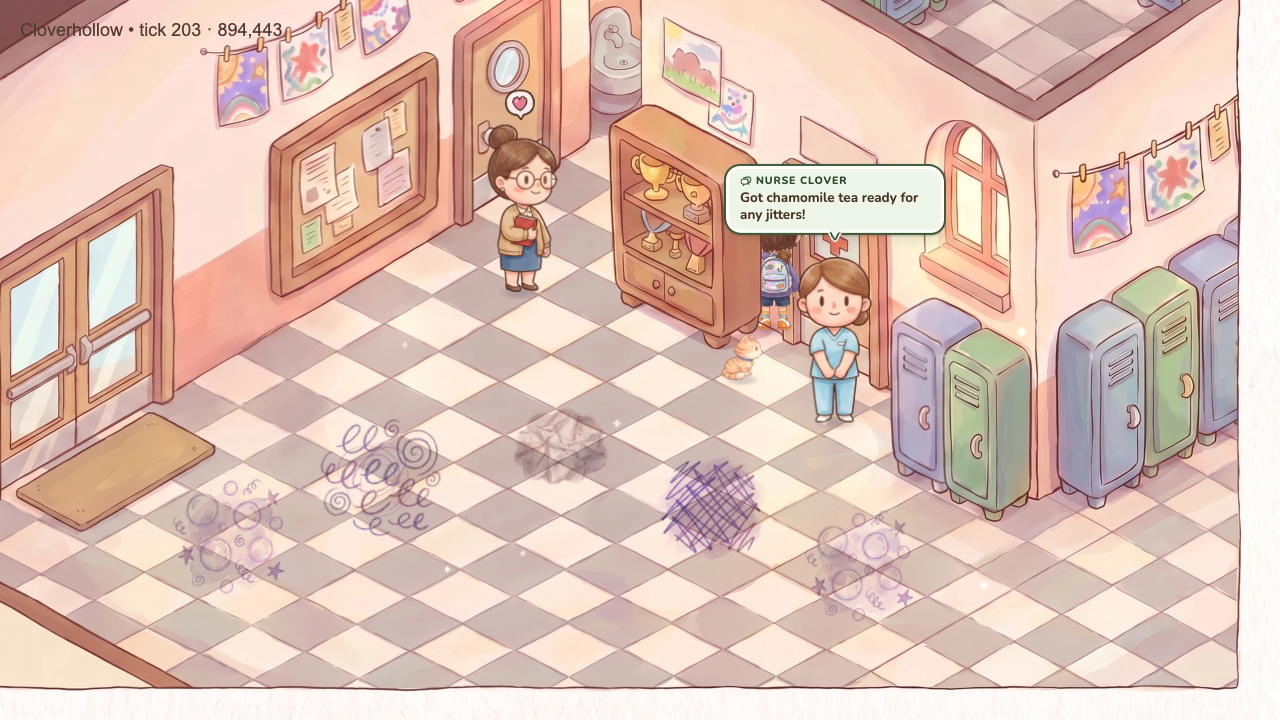 Cloverhollow • tick 203 · 894,443
NURSE CLOVER
Got chamomile tea ready for
any jitters!